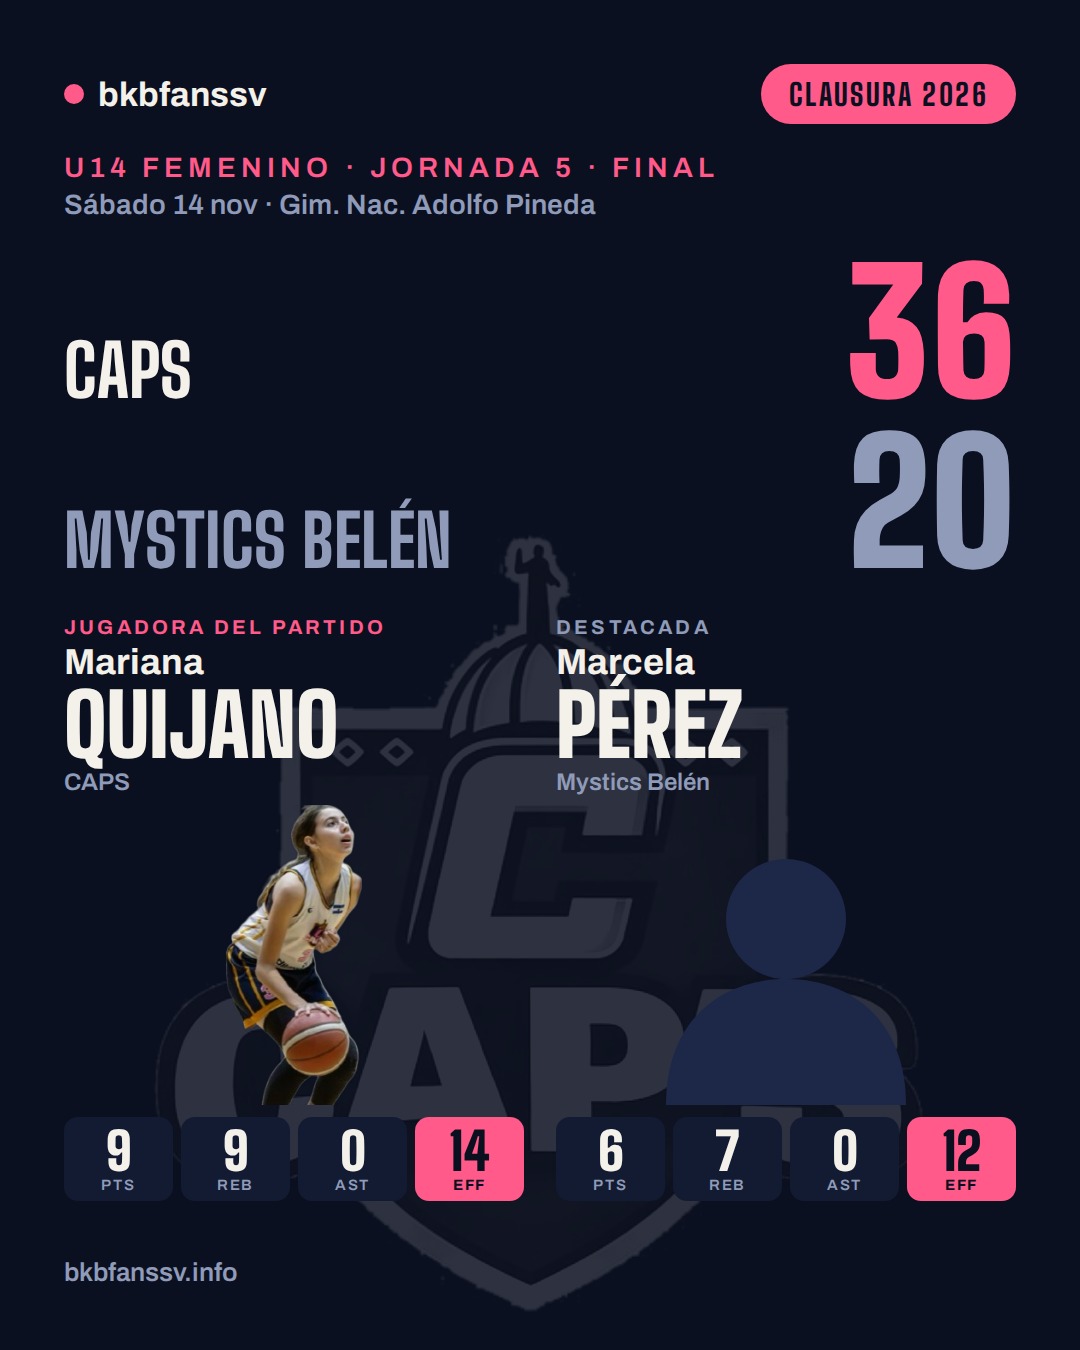 bkbfanssv
CLAUSURA 2026
U14 FEMENINO · JORNADA 5 · FINAL
Sábado 14 nov · Gim. Nac. Adolfo Pineda
CAPS
36
MYSTICS BELÉN
20
JUGADORA DEL PARTIDO
Mariana
QUIJANO
CAPS
DESTACADA
Marcela
PÉREZ
Mystics Belén
C
CAPS
9
PTS
9
REB
0
AST
14
EFF
6
PTS
7
REB
0
AST
12
EFF
bkbfanssv.info